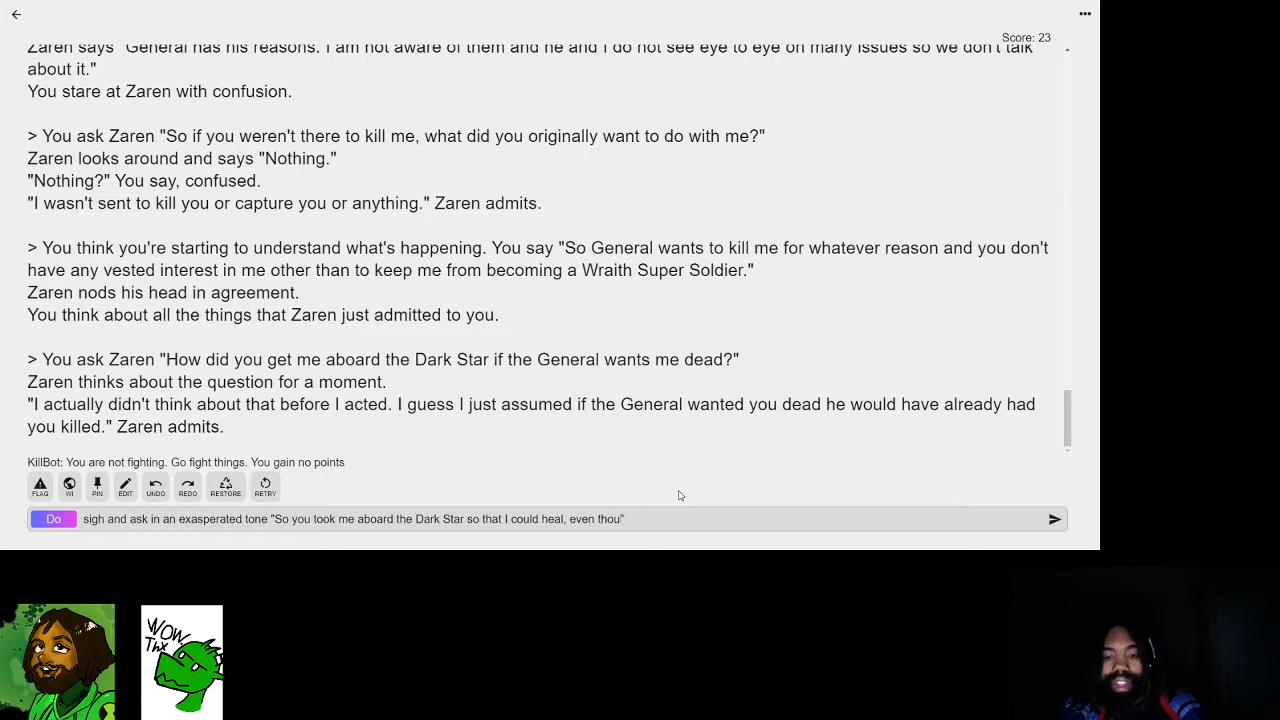 Score: 23
Zaren says "General has his reasons. I am not aware of them and he and I do not see eye to eye on many issues so we don't talk
about it."
You stare at Zaren with confusion.
> You ask Zaren "So if you weren't there to kill me, what did you originally want to do with me?"
Zaren looks around and says "Nothing."
"Nothing?" You say, confused.
"I wasn't sent to kill you or capture you or anything." Zaren admits.
> You think you're starting to understand what's happening. You say "So General wants to kill me for whatever reason and you don't
have any vested interest in me other than to keep me from becoming a Wraith Super Soldier."
Zaren nods his head in agreement.
You think about all the things that Zaren just admitted to you.
> You ask Zaren "How did you get me aboard the Dark Star if the General wants me dead?"
Zaren thinks about the question for a moment.
"I actually didn't think about that before I acted. I guess I just assumed if the General wanted you dead he would have already had
you killed." Zaren admits.
KillBot: You are not fighting. Go fight things. You gain no points
FLAG WI PIN EDIT UNDO REDO RESTORE RETRY
Do sigh and ask in an exasperated tone "So you took me aboard the Dark Star so that I could heal, even thou"
WOW
Thx